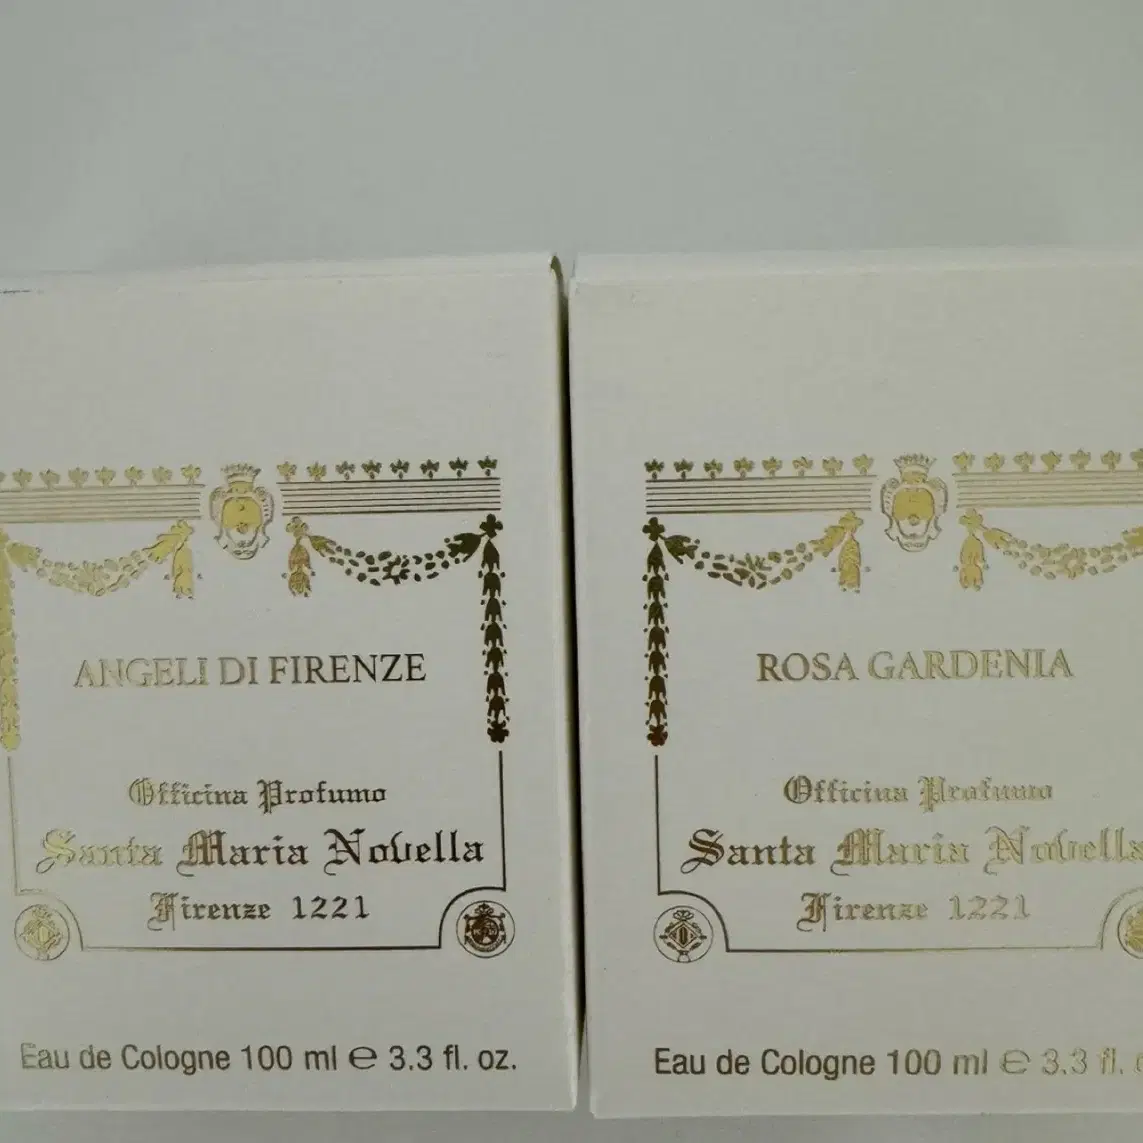 ANGELI DI FIRENZE
Officina Profumo
Santa Maria Novella
Firenze 1221
Eau de Cologne 100 ml ℮ 3.3 fl. oz.
ROSA GARDENIA
Officina Profumo
Santa Maria Novella
Firenze 1221
Eau de Cologne 100 ml ℮ 3.3 fl.